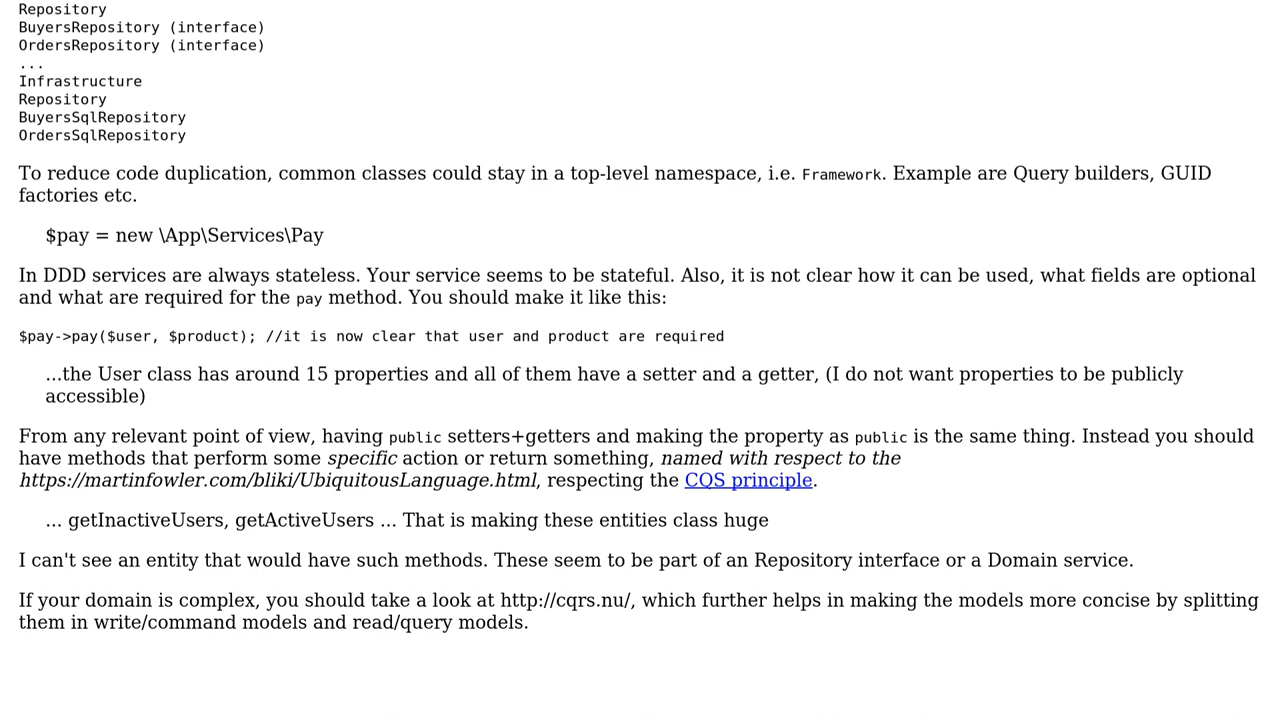 Repository
BuyersRepository (interface)
OrdersRepository (interface)
...
Infrastructure
Repository
BuyersSqlRepository
OrdersSqlRepository
To reduce code duplication, common classes could stay in a top-level namespace, i.e. Framework. Example are Query builders, GUID
factories etc.
$pay = new \App\Services\Pay
In DDD services are always stateless. Your service seems to be stateful. Also, it is not clear how it can be used, what fields are optional
and what are required for the pay method. You should make it like this:
$pay->pay($user, $product); //it is now clear that user and product are required
...the User class has around 15 properties and all of them have a setter and a getter, (I do not want properties to be publicly
accessible)
From any relevant point of view, having public setters+getters and making the property as public is the same thing. Instead you should
have methods that perform some specific action or return something, named with respect to the
https://martinfowler.com/bliki/UbiquitousLanguage.html, respecting the CQS principle.
... getInactiveUsers, getActiveUsers ... That is making these entities class huge
I can't see an entity that would have such methods. These seem to be part of an Repository interface or a Domain service.
If your domain is complex, you should take a look at http://cqrs.nu/, which further helps in making the models more concise by splitting
them in write/command models and read/query models.